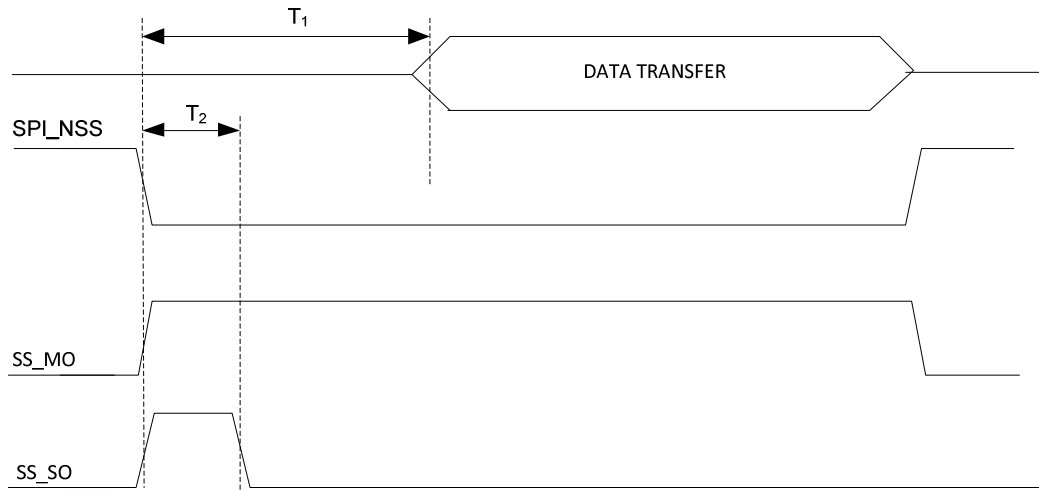 T₁
DATA TRANSFER
T₂
SPI_NSS
SS_MO
SS_SO